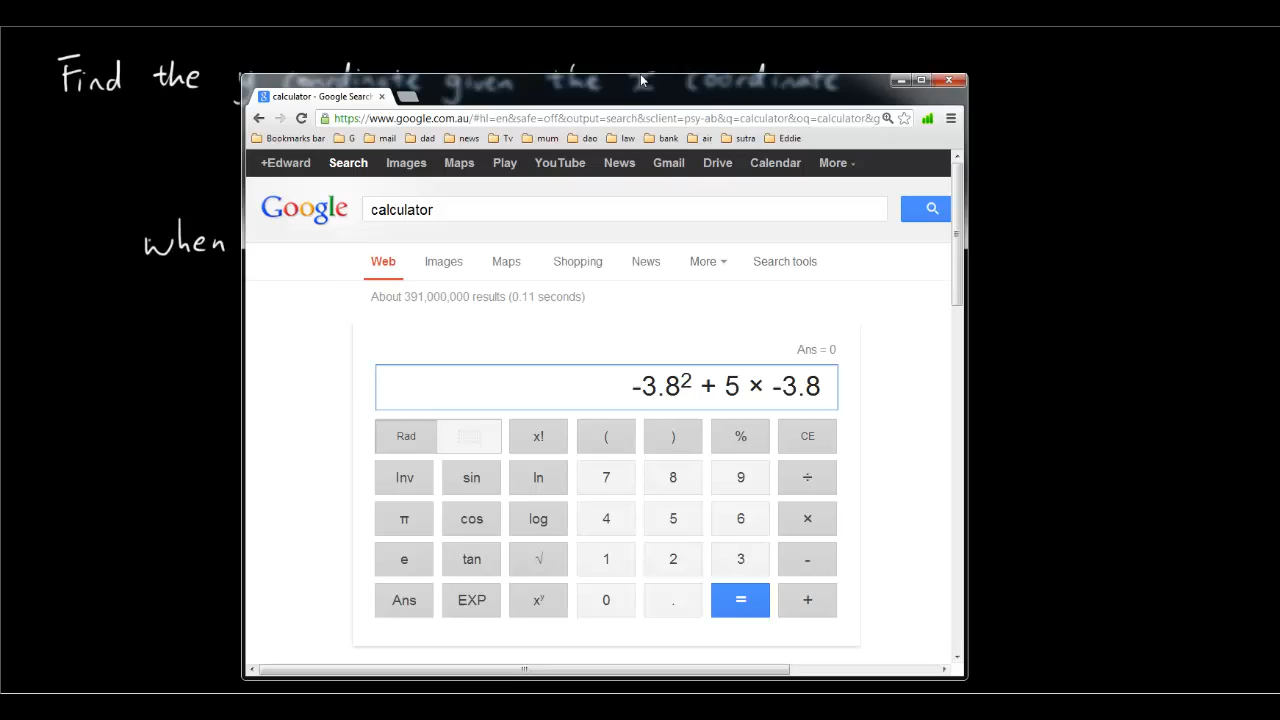 Find the y coordinate given the x coordinate
calculator - Google Search
https://www.google.com.au/#hl=en&safe=off&output=search&sclient=psy-ab&q=calculator&oq=calculator&g
Bookmarks bar G mail dad news Tv mum dao law bank air sutra Eddie
+Edward Search Images Maps Play YouTube News Gmail Drive Calendar More
Google calculator
when
Web Images Maps Shopping News More Search tools
About 391,000,000 results (0.11 seconds)
Ans = 0
-3.8² + 5 × -3.8
Rad x! ( ) % CE
Inv sin ln 7 8 9 ÷
π cos log 4 5 6 ×
e tan √ 1 2 3 -
Ans EXP xʸ 0 . = +